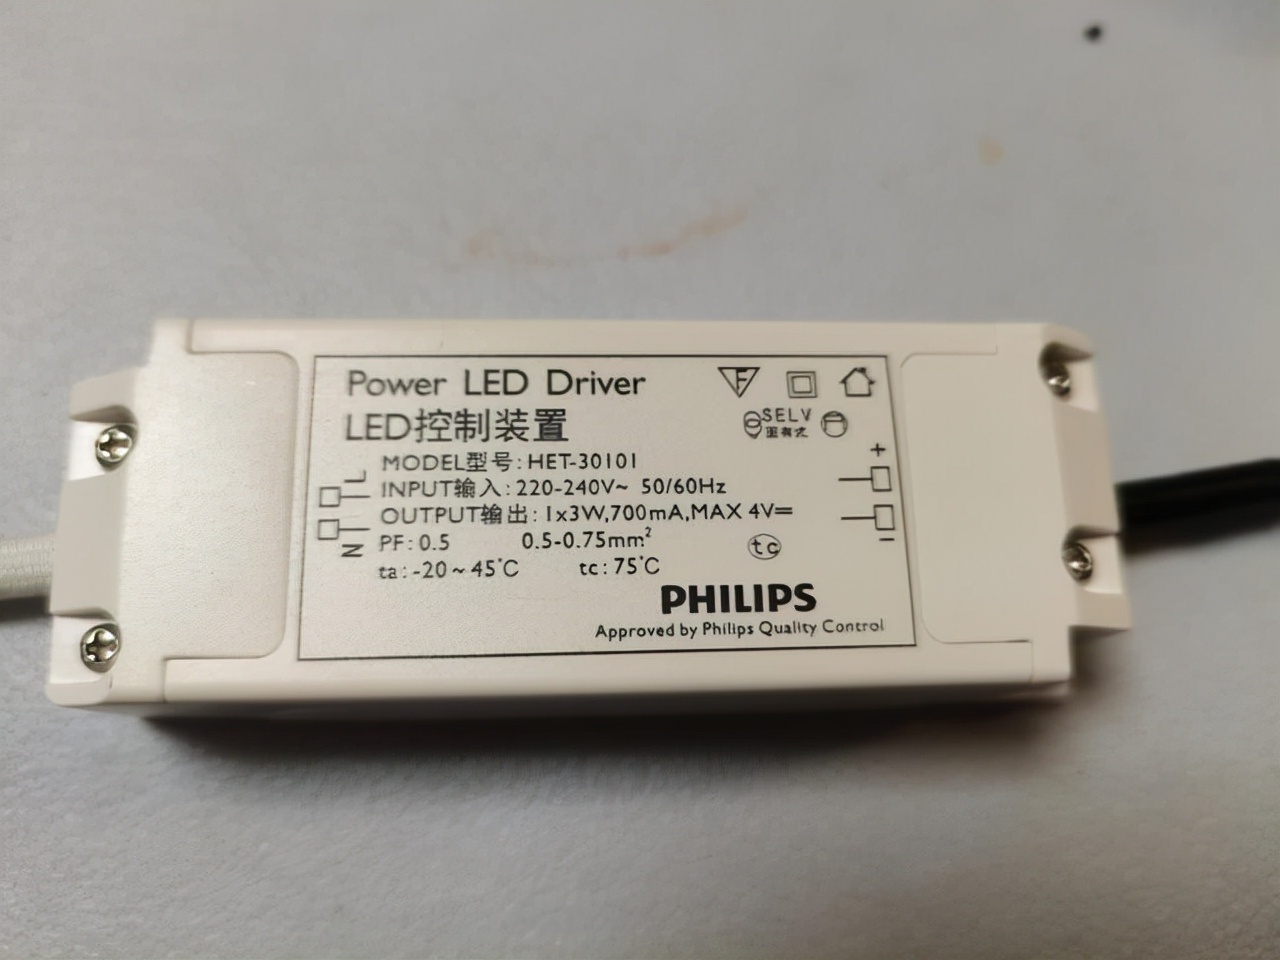 Power LED Driver
LED控制装置
F
SELV
MODEL型号: HET-30101
L
INPUT输入: 220-240V~ 50/60Hz
+
OUTPUT输出: 1x3W,700mA,MAX 4V⎓
N
PF: 0.5 0.5-0.75mm²
tc
−
ta: -20~45°C tc: 75°C
PHILIPS
Approved by Philips Quality Control